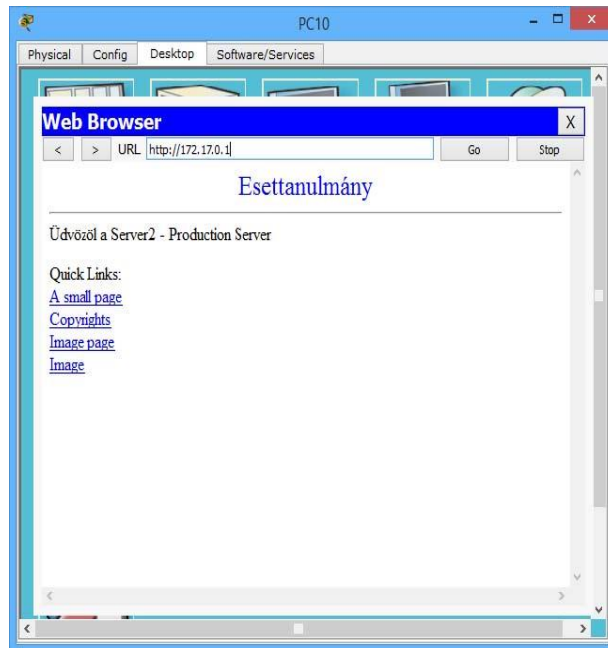 PC10
Physical Config Desktop Software/Services
Web Browser X
< > URL http://172.17.0.1 Go Stop
Esettanulmány
Üdvözöl a Server2 - Production Server
Quick Links:
A small page
Copyrights
Image page
Image